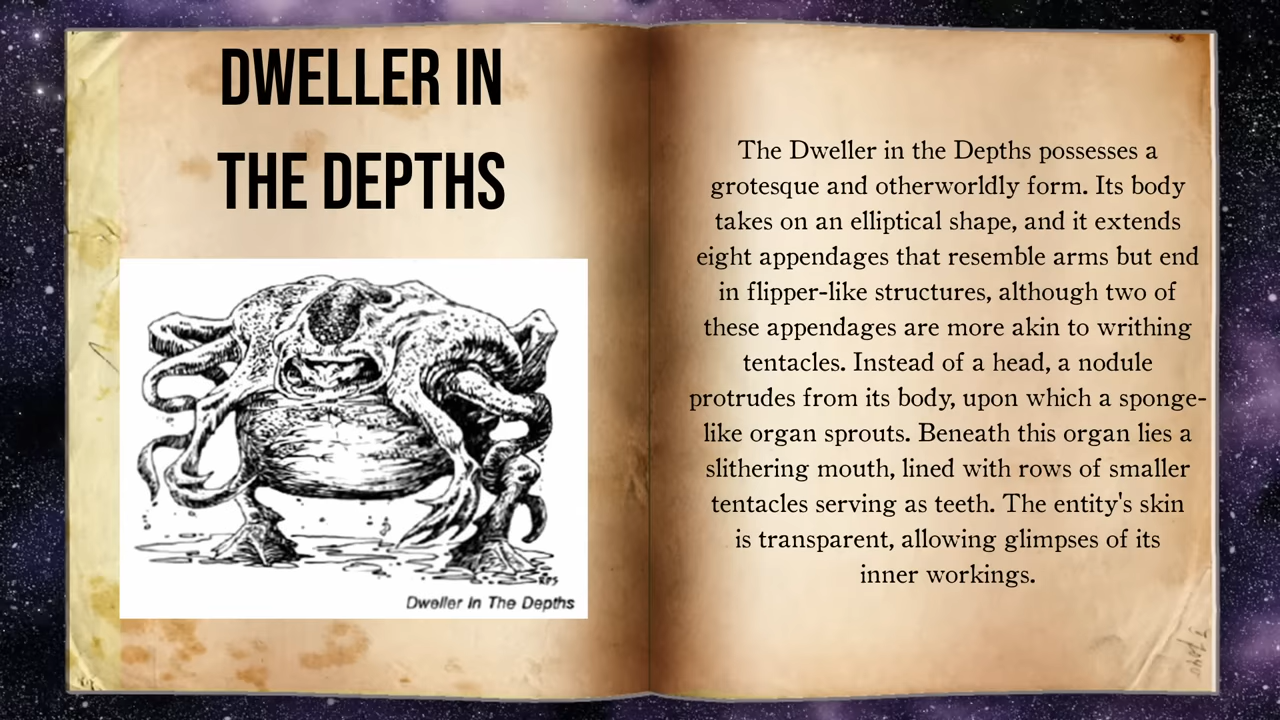 DWELLER IN
THE DEPTHS
Dweller In The Depths
The Dweller in the Depths possesses a
grotesque and otherworldly form. Its body
takes on an elliptical shape, and it extends
eight appendages that resemble arms but end
in flipper-like structures, although two of
these appendages are more akin to writhing
tentacles. Instead of a head, a nodule
protrudes from its body, upon which a sponge-
like organ sprouts. Beneath this organ lies a
slithering mouth, lined with rows of smaller
tentacles serving as teeth. The entity's skin
is transparent, allowing glimpses of its
inner workings.